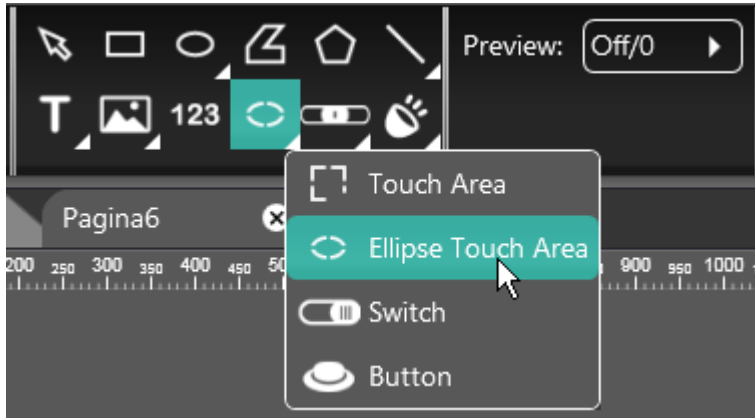 Preview: Off/0
T 123
Touch Area
Pagina6
Ellipse Touch Area
200 250 300 350 400 450 50 900 950 1000
Switch
Button